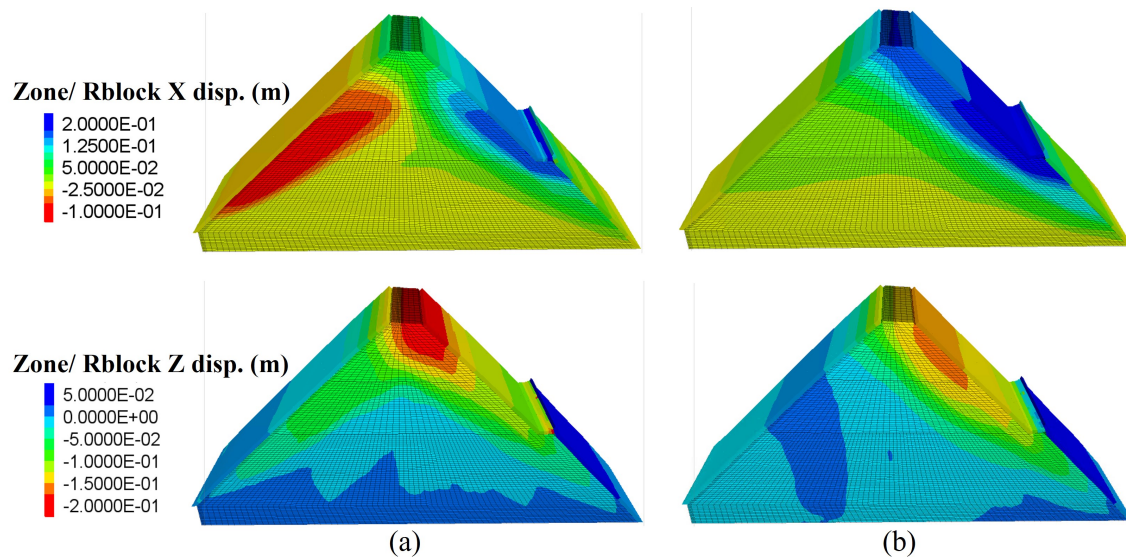 Zone/ Rblock X disp. (m)
2.0000E-01
1.2500E-01
5.0000E-02
-2.5000E-02
-1.0000E-01
Zone/ Rblock Z disp. (m)
5.0000E-02
0.0000E+00
-5.0000E-02
-1.0000E-01
-1.5000E-01
-2.0000E-01
(a)
(b)